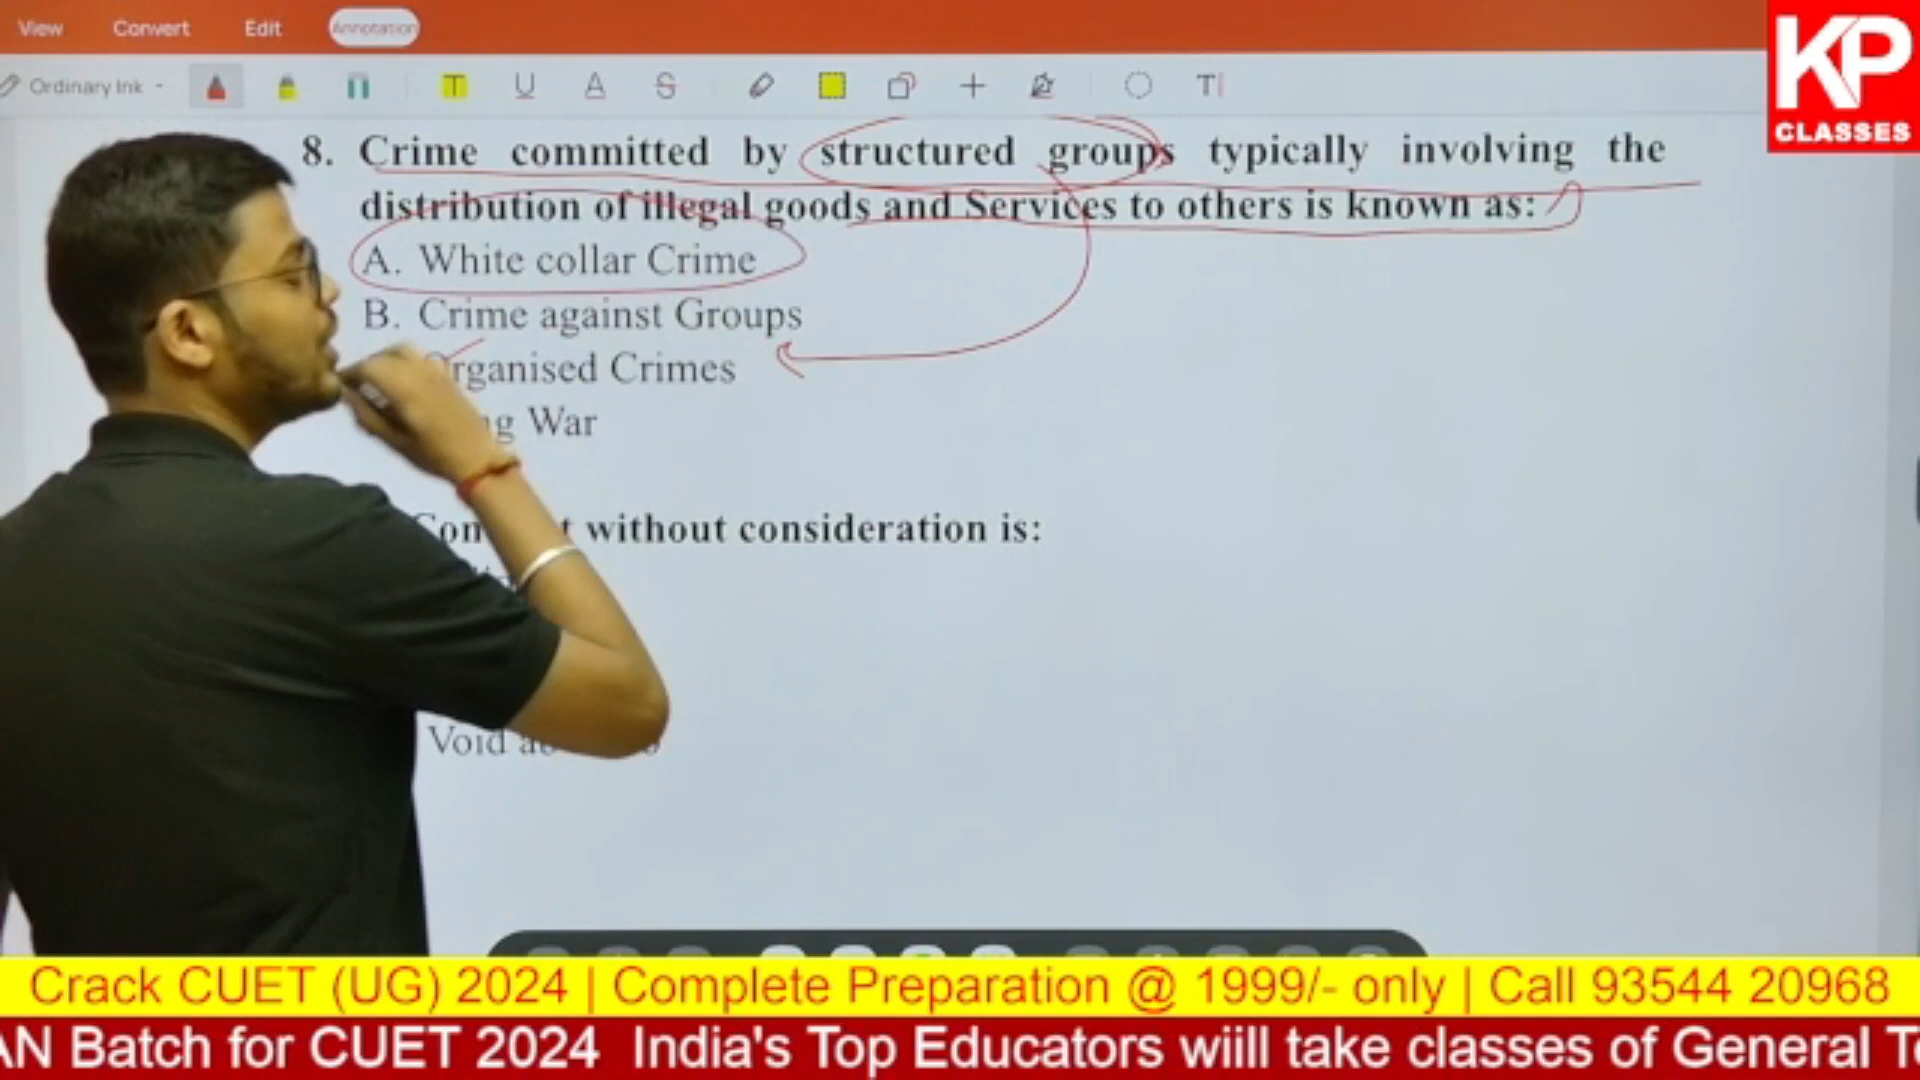 View Convert Edit Annotation
KP
CLASSES
Ordinary Ink
8. Crime committed by structured groups typically involving the
distribution of illegal goods and Services to others is known as:
A. White collar Crime
B. Crime against Groups
Organised Crimes
War
without consideration is:
Void
Crack CUET (UG) 2024 | Complete Preparation @ 1999/- only | Call 93544 20968
AN Batch for CUET 2024 India's Top Educators wiill take classes of General